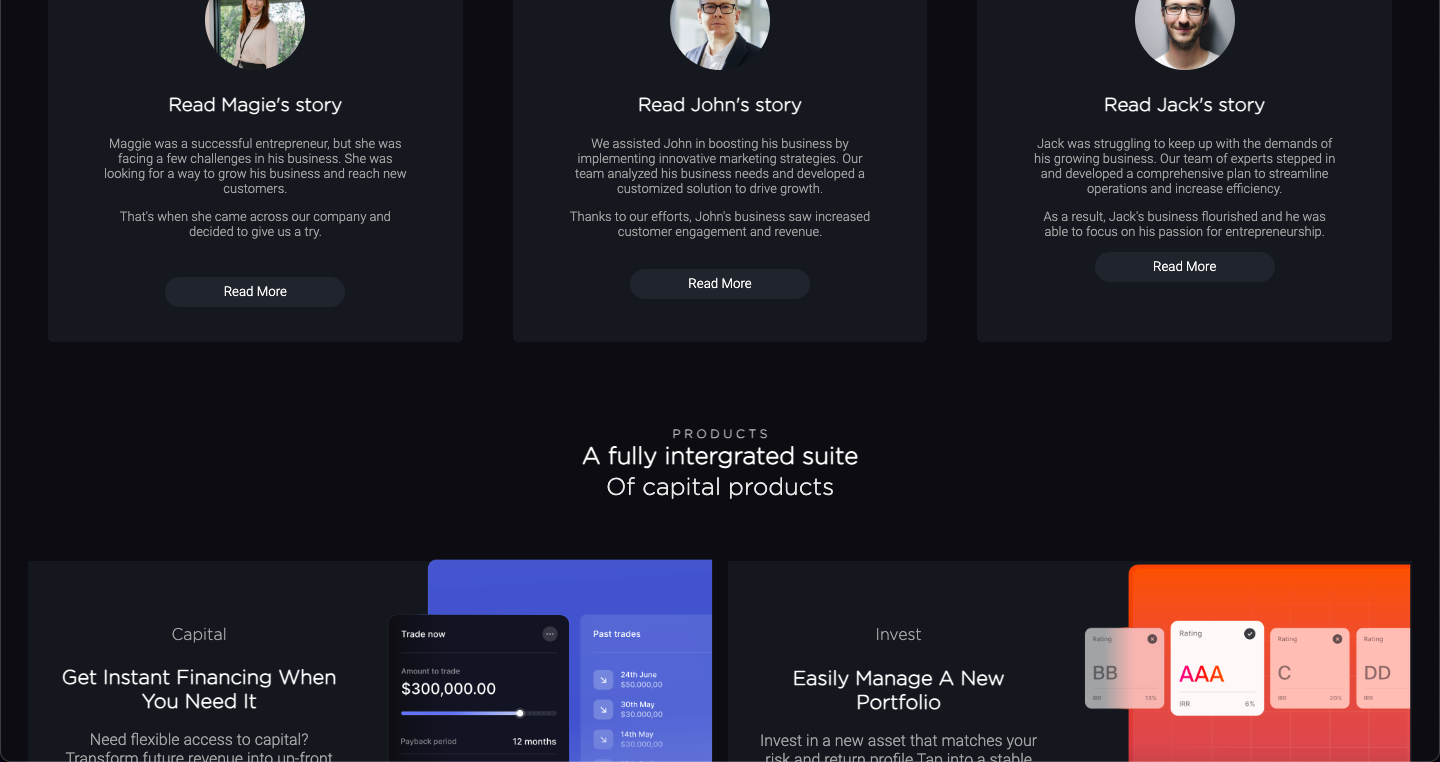 Read Magie's story
Maggie was a successful entrepreneur, but she was
facing a few challenges in his business. She was
looking for a way to grow his business and reach new
customers.
That's when she came across our company and
decided to give us a try.
Read More
Read John's story
We assisted John in boosting his business by
implementing innovative marketing strategies. Our
team analyzed his business needs and developed a
customized solution to drive growth.
Thanks to our efforts, John's business saw increased
customer engagement and revenue.
Read More
Read Jack's story
Jack was struggling to keep up with the demands of
his growing business. Our team of experts stepped in
and developed a comprehensive plan to streamline
operations and increase efficiency.
As a result, Jack's business flourished and he was
able to focus on his passion for entrepreneurship.
Read More
PRODUCTS
A fully intergrated suite
Of capital products
Capital
Get Instant Financing When
You Need It
Need flexible access to capital?
Transform future revenue into up-front
Trade now
Amount to trade
$300,000.00
Payback period 12 months
Past trades
24th June
$50.000,00
30th May
$30.000,00
14th May
$30.000,00
Invest
Easily Manage A New
Portfolio
Invest in a new asset that matches your
risk and return profile Tap into a stable
Rating
BB
IRR 13%
Rating
AAA
IRR 6%
Rating
C
IRR 20%
Rating
DD
IRR